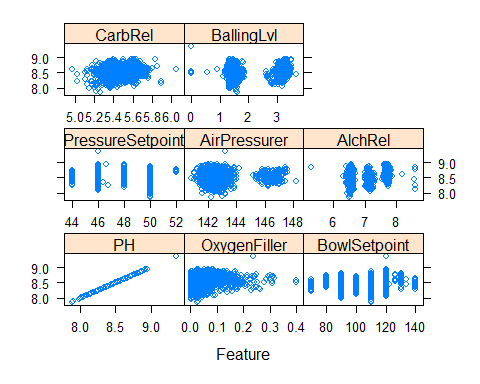 CarbRel BallingLvl
9.0
8.5
8.0
5.0 5.2 5.4 5.6 5.8 6.0 0 1 2 3
PressureSetpoint AirPressurer AlchRel
9.0
8.5
8.0
44 46 48 50 52 142 144 146 148 6 7 8
PH OxygenFiller BowlSetpoint
9.0
8.5
8.0
8.0 8.5 9.0 0.0 0.1 0.2 0.3 0.4 80 100 120 140
Feature